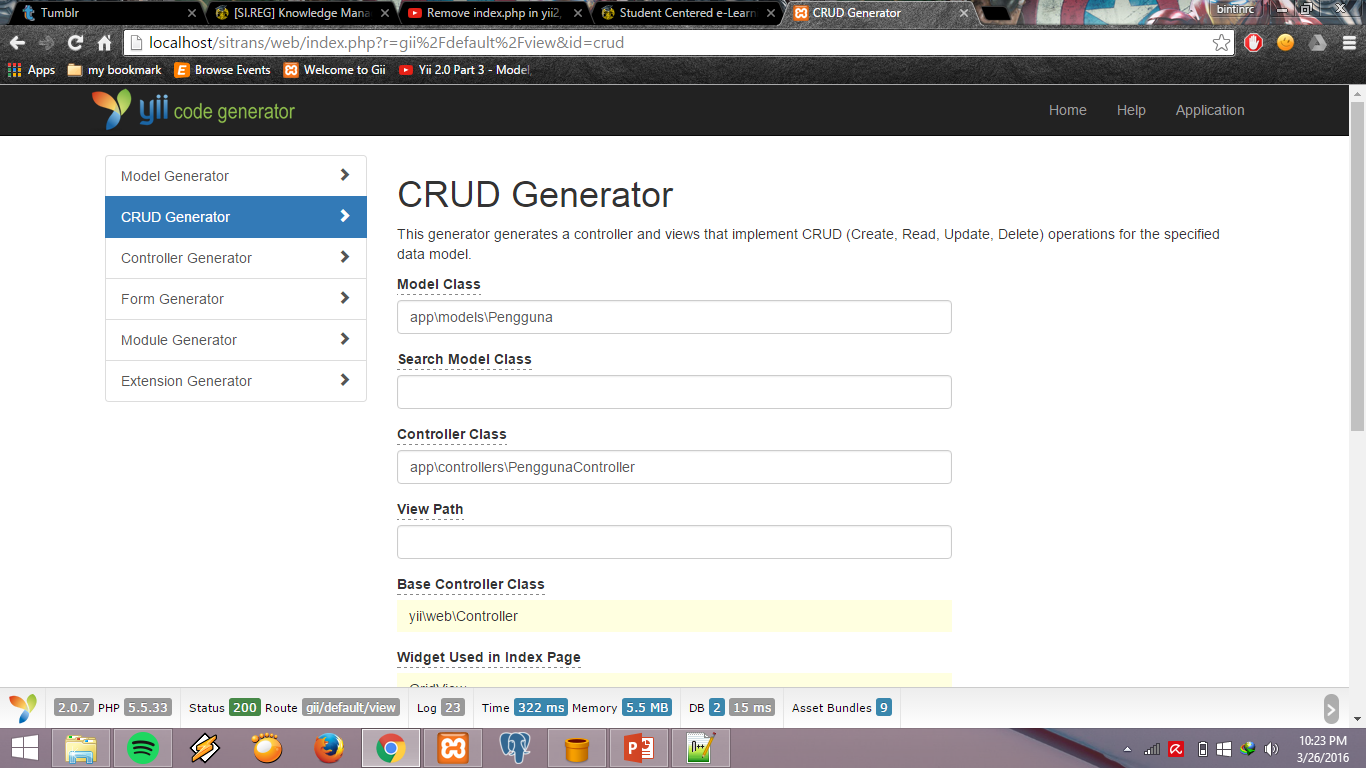 Tumblr
[SI.REG] Knowledge Mana
Remove index.php in yii2,
Student Centered e-Learn
CRUD Generator
bintinrc
localhost/sitrans/web/index.php?r=gii%2Fdefault%2Fview&id=crud
Apps
my bookmark
Browse Events
Welcome to Gii
Yii 2.0 Part 3 - Model
yii code generator
Home
Help
Application
Model Generator
CRUD Generator
Controller Generator
Form Generator
Module Generator
Extension Generator
CRUD Generator
This generator generates a controller and views that implement CRUD (Create, Read, Update, Delete) operations for the specified
data model.
Model Class
app\models\Pengguna
Search Model Class
Controller Class
app\controllers\PenggunaController
View Path
Base Controller Class
yii\web\Controller
Widget Used in Index Page
GridView
2.0.7 PHP 5.5.33
Status 200 Route gii/default/view
Log 23
Time 322 ms Memory 5.5 MB
DB 2 15 ms
Asset Bundles 9
10:23 PM
3/26/2016